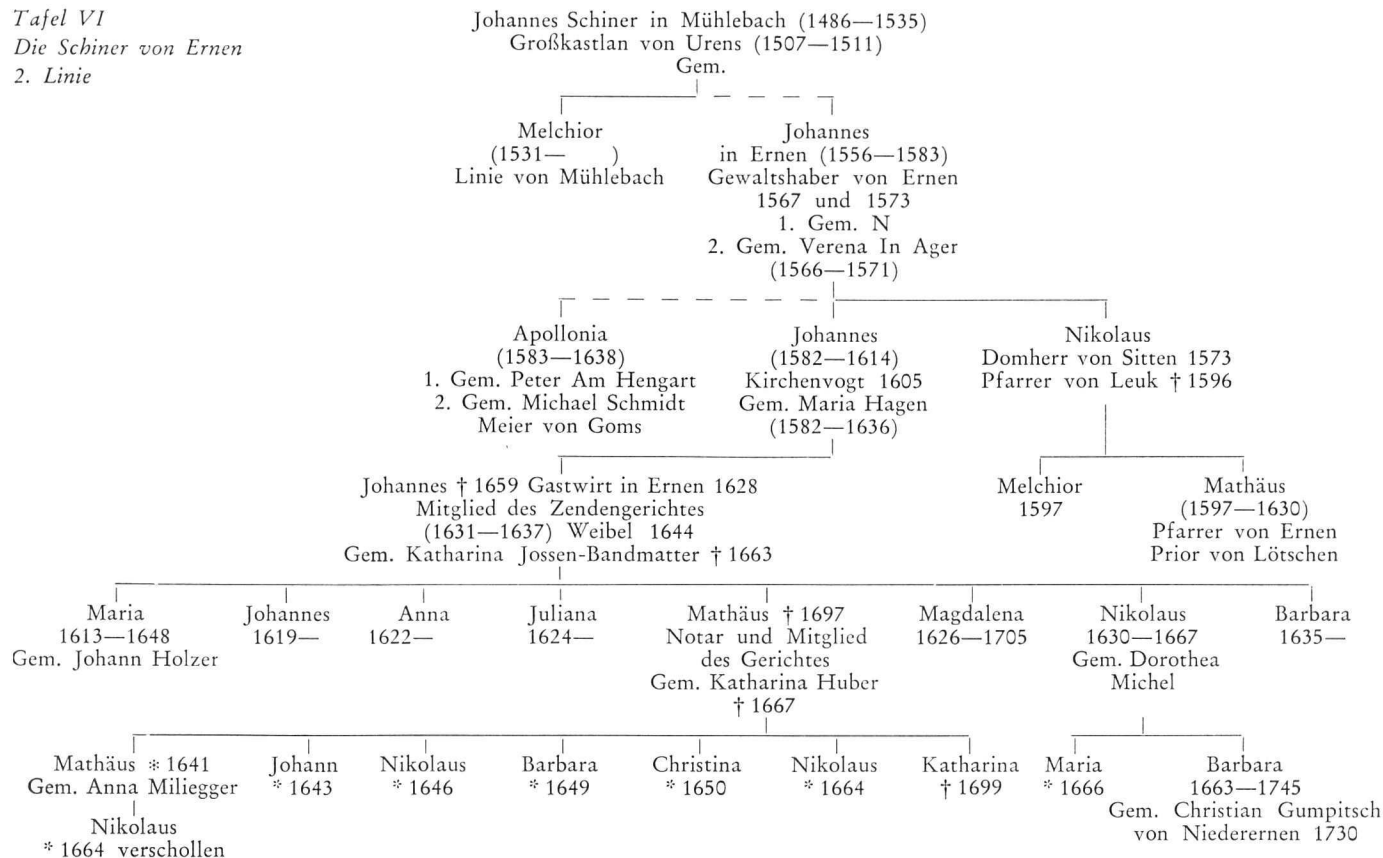 Tafel VI
Die Schiner von Ernen
2. Linie
Johannes Schiner in Mühlebach (1486—1535)
Großkastlan von Urens (1507—1511)
Gem.
Melchior
(1531— )
Linie von Mühlebach
Johannes
in Ernen (1556—1583)
Gewaltshaber von Ernen
1567 und 1573
1. Gem. N
2. Gem. Verena In Ager
(1566—1571)
Apollonia
(1583—1638)
1. Gem. Peter Am Hengart
2. Gem. Michael Schmidt
Meier von Goms
Johannes
(1582—1614)
Kirchenvogt 1605
Gem. Maria Hagen
(1582—1636)
Nikolaus
Domherr von Sitten 1573
Pfarrer von Leuk † 1596
Johannes † 1659 Gastwirt in Ernen 1628
Mitglied des Zendengerichtes
(1631—1637) Weibel 1644
Gem. Katharina Jossen-Bandmatter † 1663
Melchior
1597
Mathäus
(1597—1630)
Pfarrer von Ernen
Prior von Lötschen
Maria
1613—1648
Gem. Johann Holzer
Johannes
1619—
Anna
1622—
Juliana
1624—
Mathäus † 1697
Notar und Mitglied
des Gerichtes
Gem. Katharina Huber
† 1667
Magdalena
1626—1705
Nikolaus
1630—1667
Gem. Dorothea
Michel
Barbara
1635—
Mathäus * 1641
Gem. Anna Miliegger
Nikolaus
* 1664 verschollen
Johann
* 1643
Nikolaus
* 1646
Barbara
* 1649
Christina
* 1650
Nikolaus
* 1664
Katharina
† 1699
Maria
* 1666
Barbara
1663—1745
Gem. Christian Gumpitsch
von Niederernen 1730